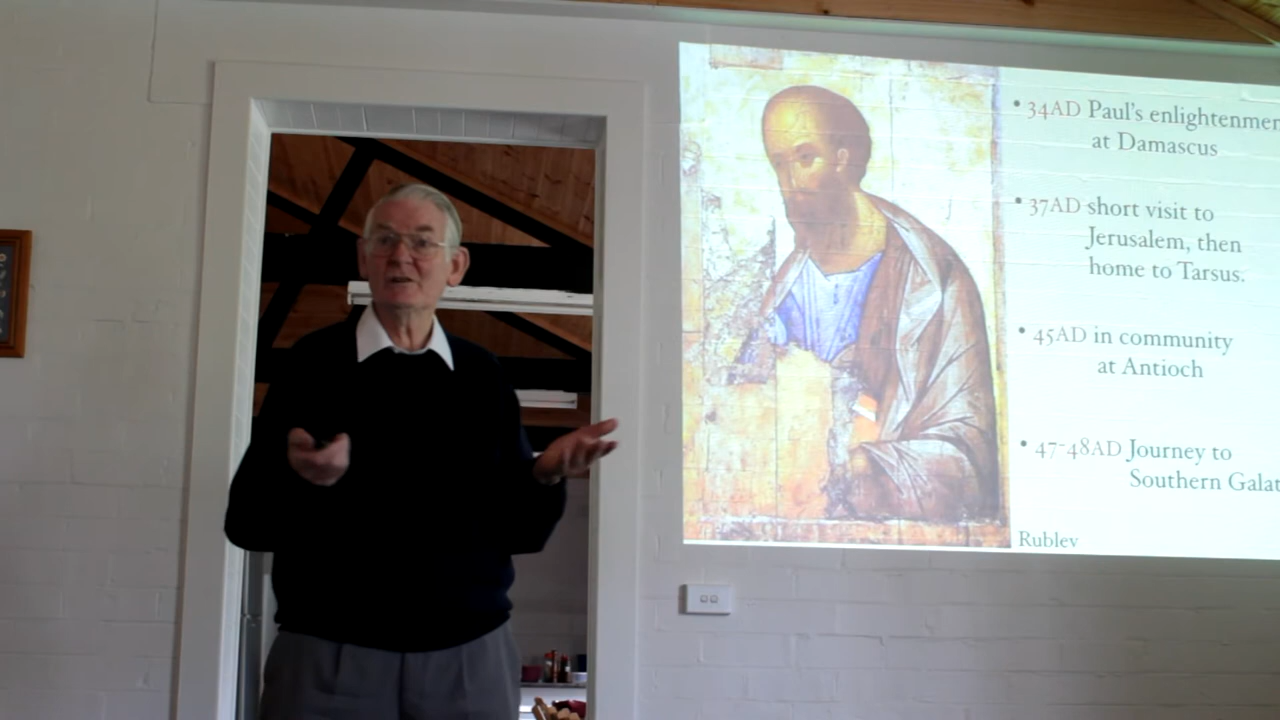 • 34AD Paul's enlightenmen
at Damascus
• 37AD short visit to
Jerusalem, then
home to Tarsus.
• 45AD in community
at Antioch
• 47-48AD Journey to
Southern Galat
Rublev